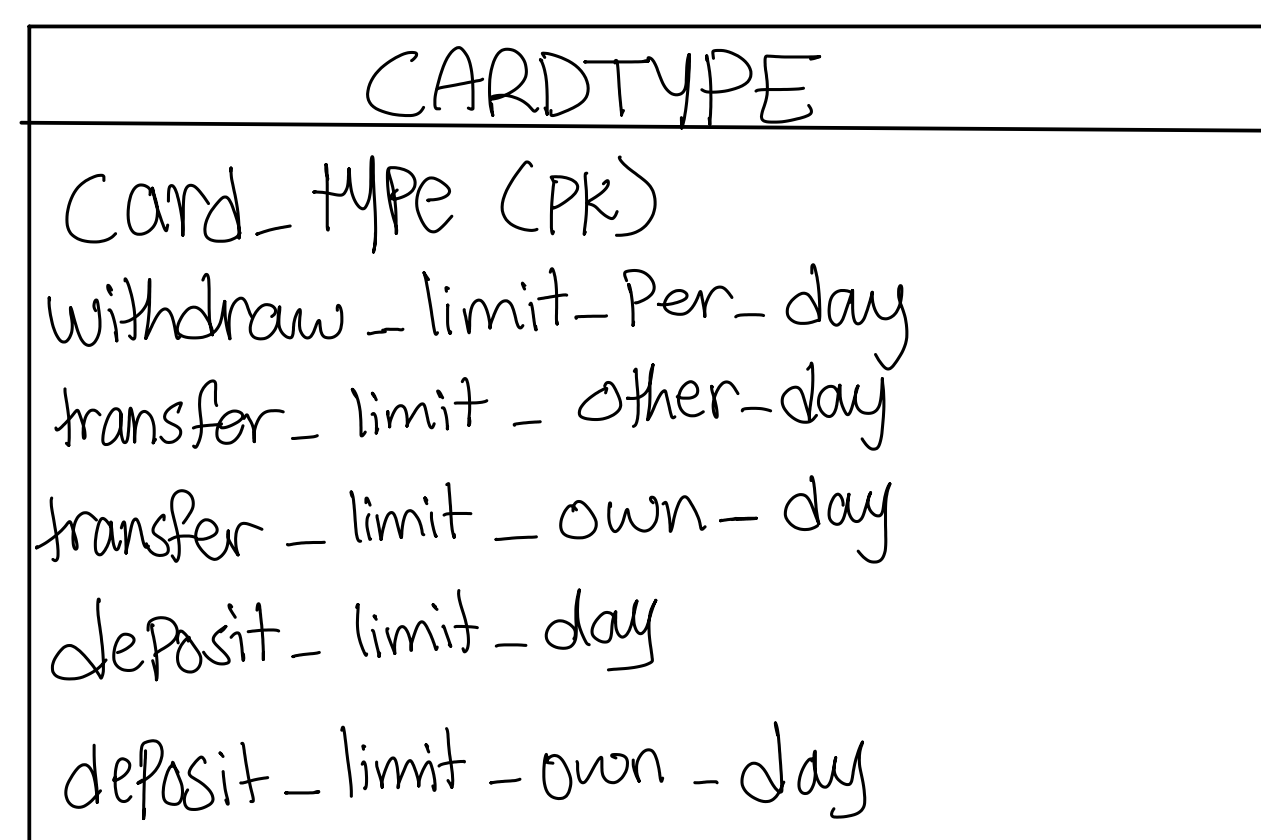 CARDTYPE
Card_type (PK)
withdraw_limit_Per_day
transfer_limit_other_day
transfer_limit_own_day
deposit_limit_day
deposit_limit_own_day